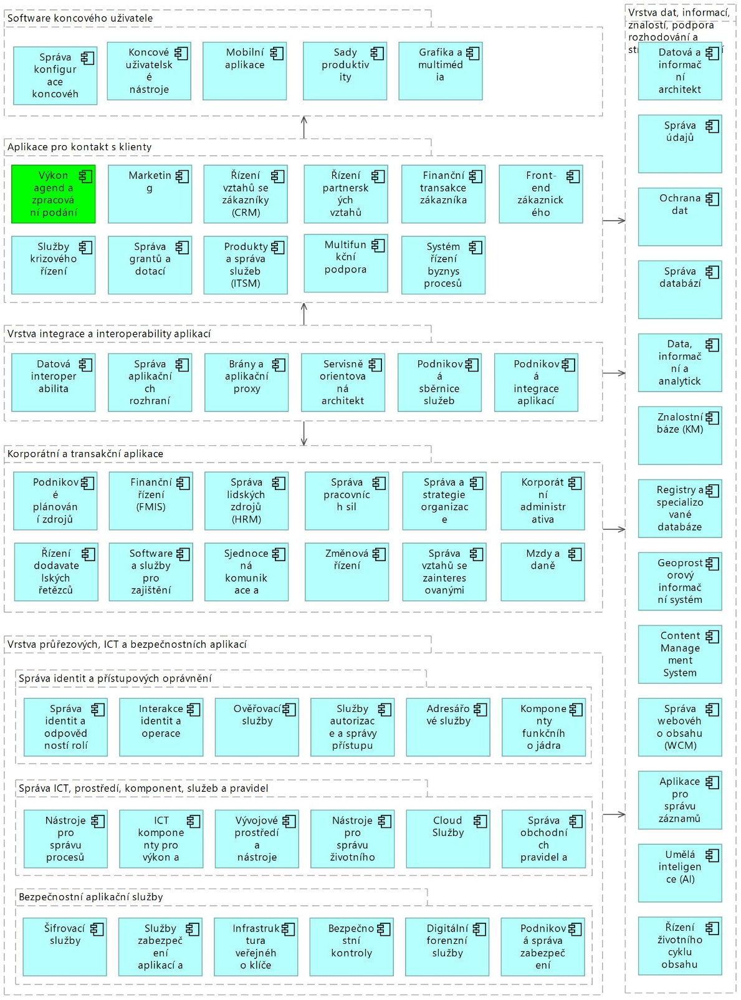 Software koncového uživatele
Správa
konfigur
ace
koncovéh
Koncové
uživatelsk
é
nástroje
Mobilní
aplikace
Sady
produktiv
ity
Grafika a
multiméd
ia
Aplikace pro kontakt s klienty
Výkon
agend a
zpracová
ní podání
Marketin
g
Řízení
vztahů se
zákazníky
(CRM)
Řízení
partnersk
ých
vztahů
Finanční
transakce
zákazníka
Front-
end
zákaznick
ého
Služby
krizového
řízení
Správa
grantů a
dotací
Produkty
a správa
služeb
(ITSM)
Multifun
kční
podpora
Systém
řízení
byznys
procesů
Vrstva integrace a interoperability aplikací
Datová
interoper
abilita
Správa
aplikační
ch
rozhraní
Brány a
aplikační
proxy
Servisně
orientova
ná
architekt
Podnikov
á
sběrnice
služeb
Podnikov
á
integrace
aplikací
Korporátní a transakční aplikace
Podnikov
é
plánován
í zdrojů
Finanční
řízení
(FMIS)
Správa
lidských
zdrojů
(HRM)
Správa
pracovníc
h sil
Správa a
strategie
organizac
e
Korporát
ní
administr
ativa
Řízení
dodavate
lských
řetězců
Software
a služby
pro
zajištění
Sjednoce
ná
komunik
ace a
Změnová
řízení
Správa
vztahů se
zainteres
ovanými
Mzdy a
daně
Vrstva průřezových, ICT a bezpečnostních aplikací
Správa identit a přístupových oprávnění
Správa
identit a
odpověd
ností rolí
Interakce
identit a
operace
Ověřovací
služby
Služby
autorizac
e a správy
přístupu
Adresářo
vé služby
Kompone
nty
funkčníh
o jádra
Správa ICT, prostředí, komponent, služeb a pravidel
Nástroje
pro
správu
procesů
ICT
kompone
nty pro
výkon a
Vývojové
prostředí
a
nástroje
Nástroje
pro
správu
životního
Cloud
Služby
Správa
obchodní
ch
pravidel a
Bezpečnostní aplikační služby
Šifrovací
služby
Služby
zabezpeč
ení
aplikací a
Infrastruk
tura
veřejnéh
o klíče
Bezpečno
stní
kontroly
Digitální
forenzní
služby
Podnikov
á správa
zabezpeč
ení
Vrstva dat, informací,
znalostí, podpora
rozhodování a
Datová a
informač
ní
architekt
Správa
údajů
Ochrana
dat
Správa
databází
Data,
informač
ní a
analytick
Znalostní
báze (KM)
Registry a
specializo
vané
databáze
Geoprost
orový
informač
ní systém
Content
Manage
ment
System
Správa
webovéh
o obsahu
(WCM)
Aplikace
pro
správu
záznamů
Umělá
inteligen
ce (AI)
Řízení
životního
cyklu
obsahu